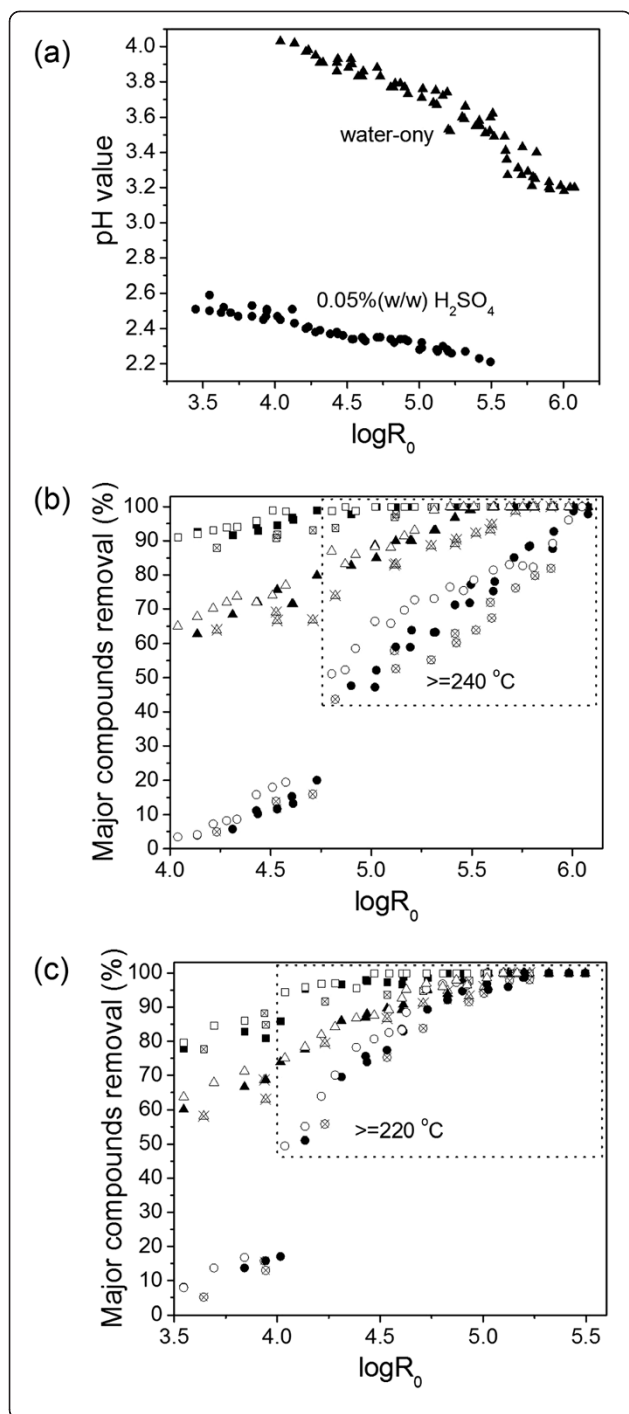 (a)
pH value
4.0
3.8
3.6
3.4
3.2
3.0
2.8
2.6
2.4
2.2
water-ony
0.05%(w/w) H₂SO₄
3.5 4.0 4.5 5.0 5.5 6.0
logR₀
(b)
Major compounds removal (%)
100
90
80
70
60
50
40
30
20
10
0
>=240 °C
4.0 4.5 5.0 5.5 6.0
logR₀
(c)
Major compounds removal (%)
100
90
80
70
60
50
40
30
20
10
0
>=220 °C
3.5 4.0 4.5 5.0 5.5
logR₀